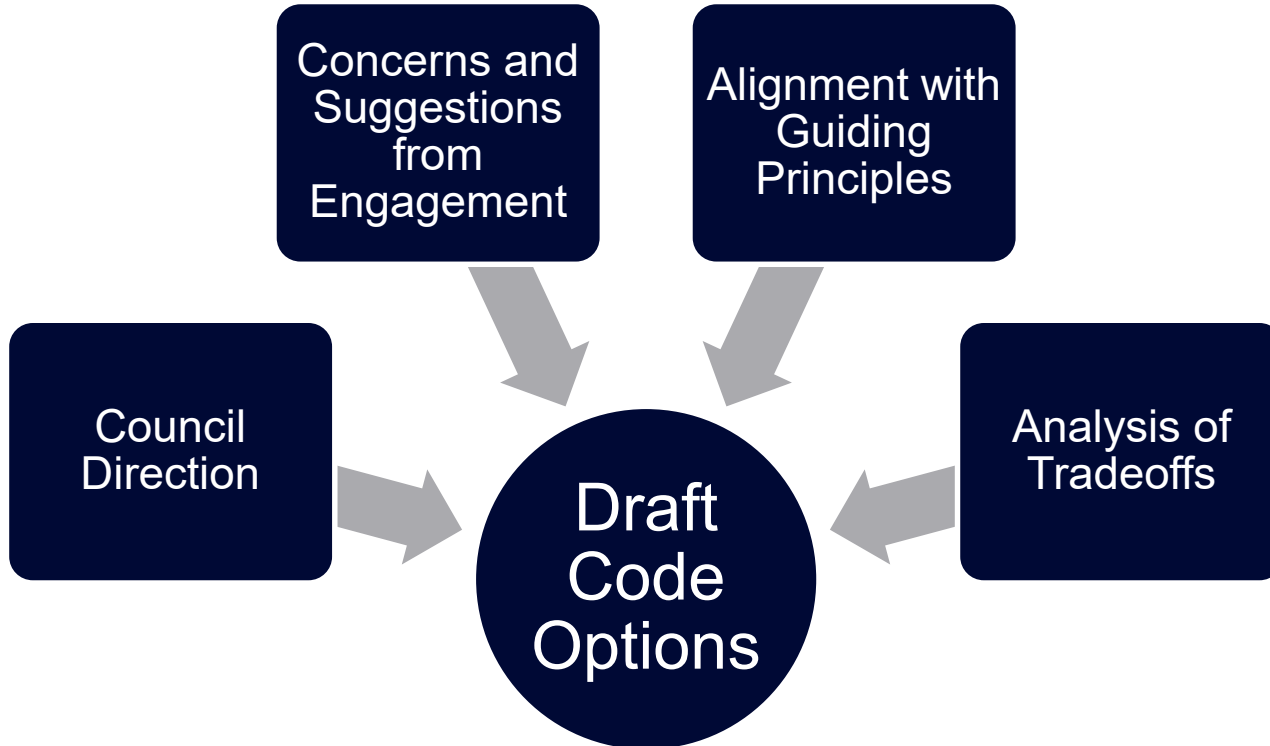 Concerns and
Suggestions
from
Engagement
Alignment with
Guiding
Principles
Council
Direction
Analysis of
Tradeoffs
Draft
Code
Options